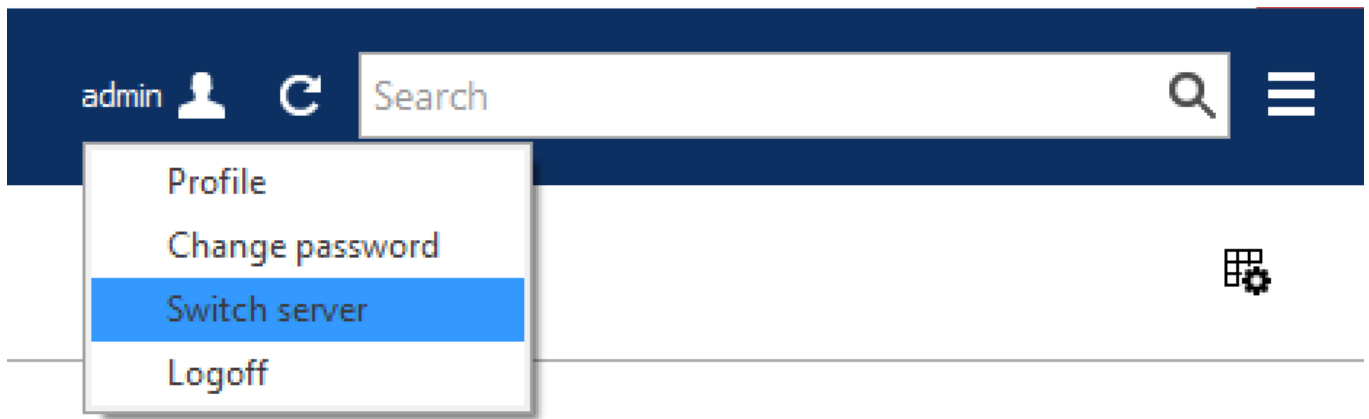 admin Search
Profile
Change password
Switch server
Logoff